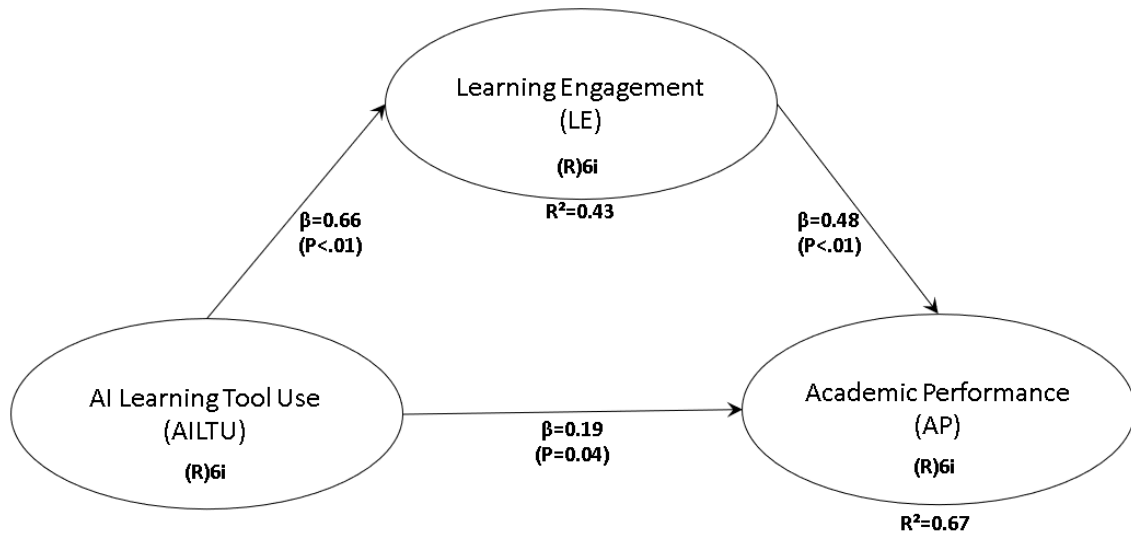 Learning Engagement
(LE)
(R)6i
R²=0.43
β=0.66
(P<.01)
β=0.48
(P<.01)
AI Learning Tool Use
(AILTU)
(R)6i
β=0.19
(P=0.04)
Academic Performance
(AP)
(R)6i
R²=0.67